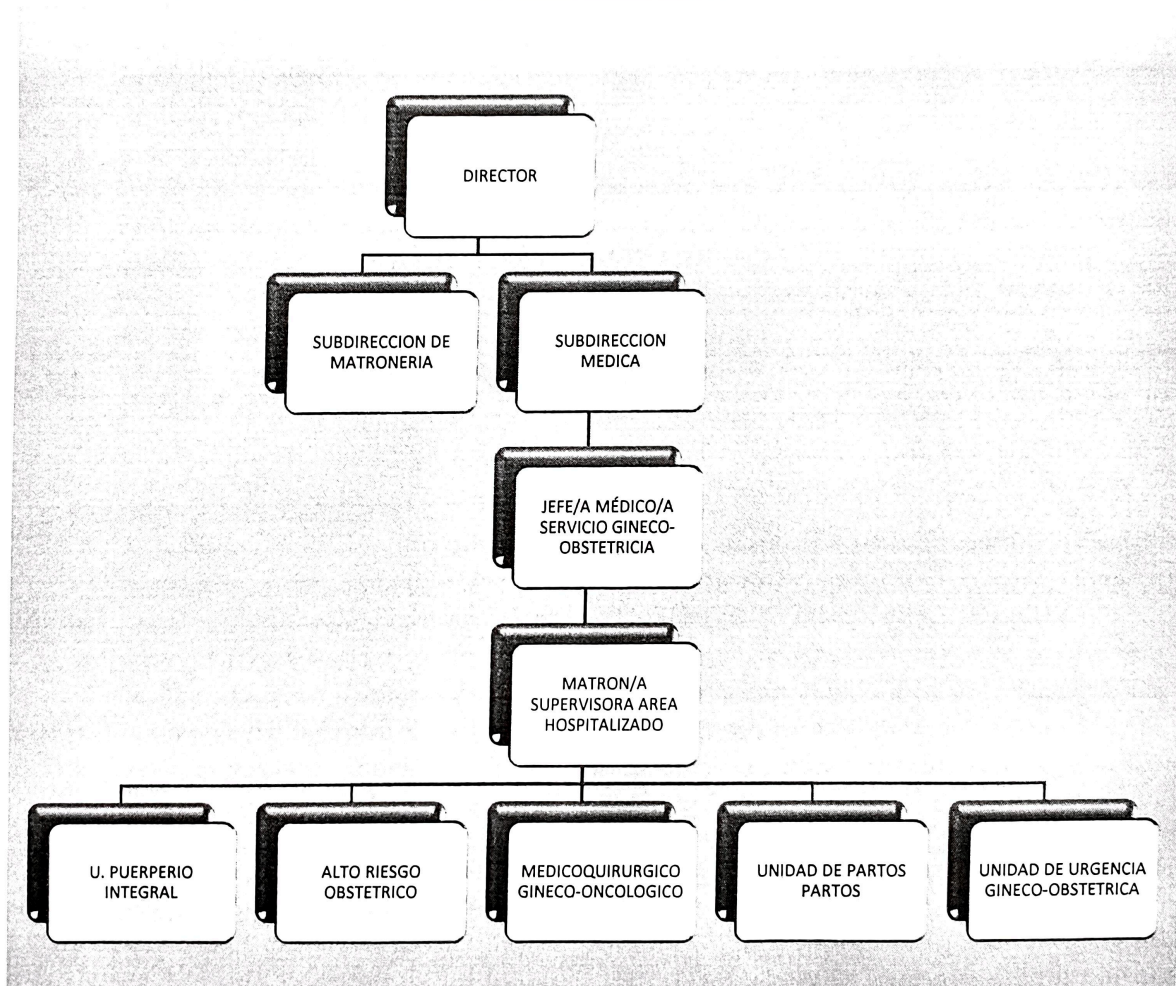 DIRECTOR
SUBDIRECCION DE
MATRONERIA
SUBDIRECCION
MEDICA
JEFE/A MÉDICO/A
SERVICIO GINECO-
OBSTETRICIA
MATRON/A
SUPERVISORA AREA
HOSPITALIZADO
U. PUERPERIO
INTEGRAL
ALTO RIESGO
OBSTETRICO
MEDICOQUIRURGICO
GINECO-ONCOLOGICO
UNIDAD DE PARTOS
PARTOS
UNIDAD DE URGENCIA
GINECO-OBSTETRICA